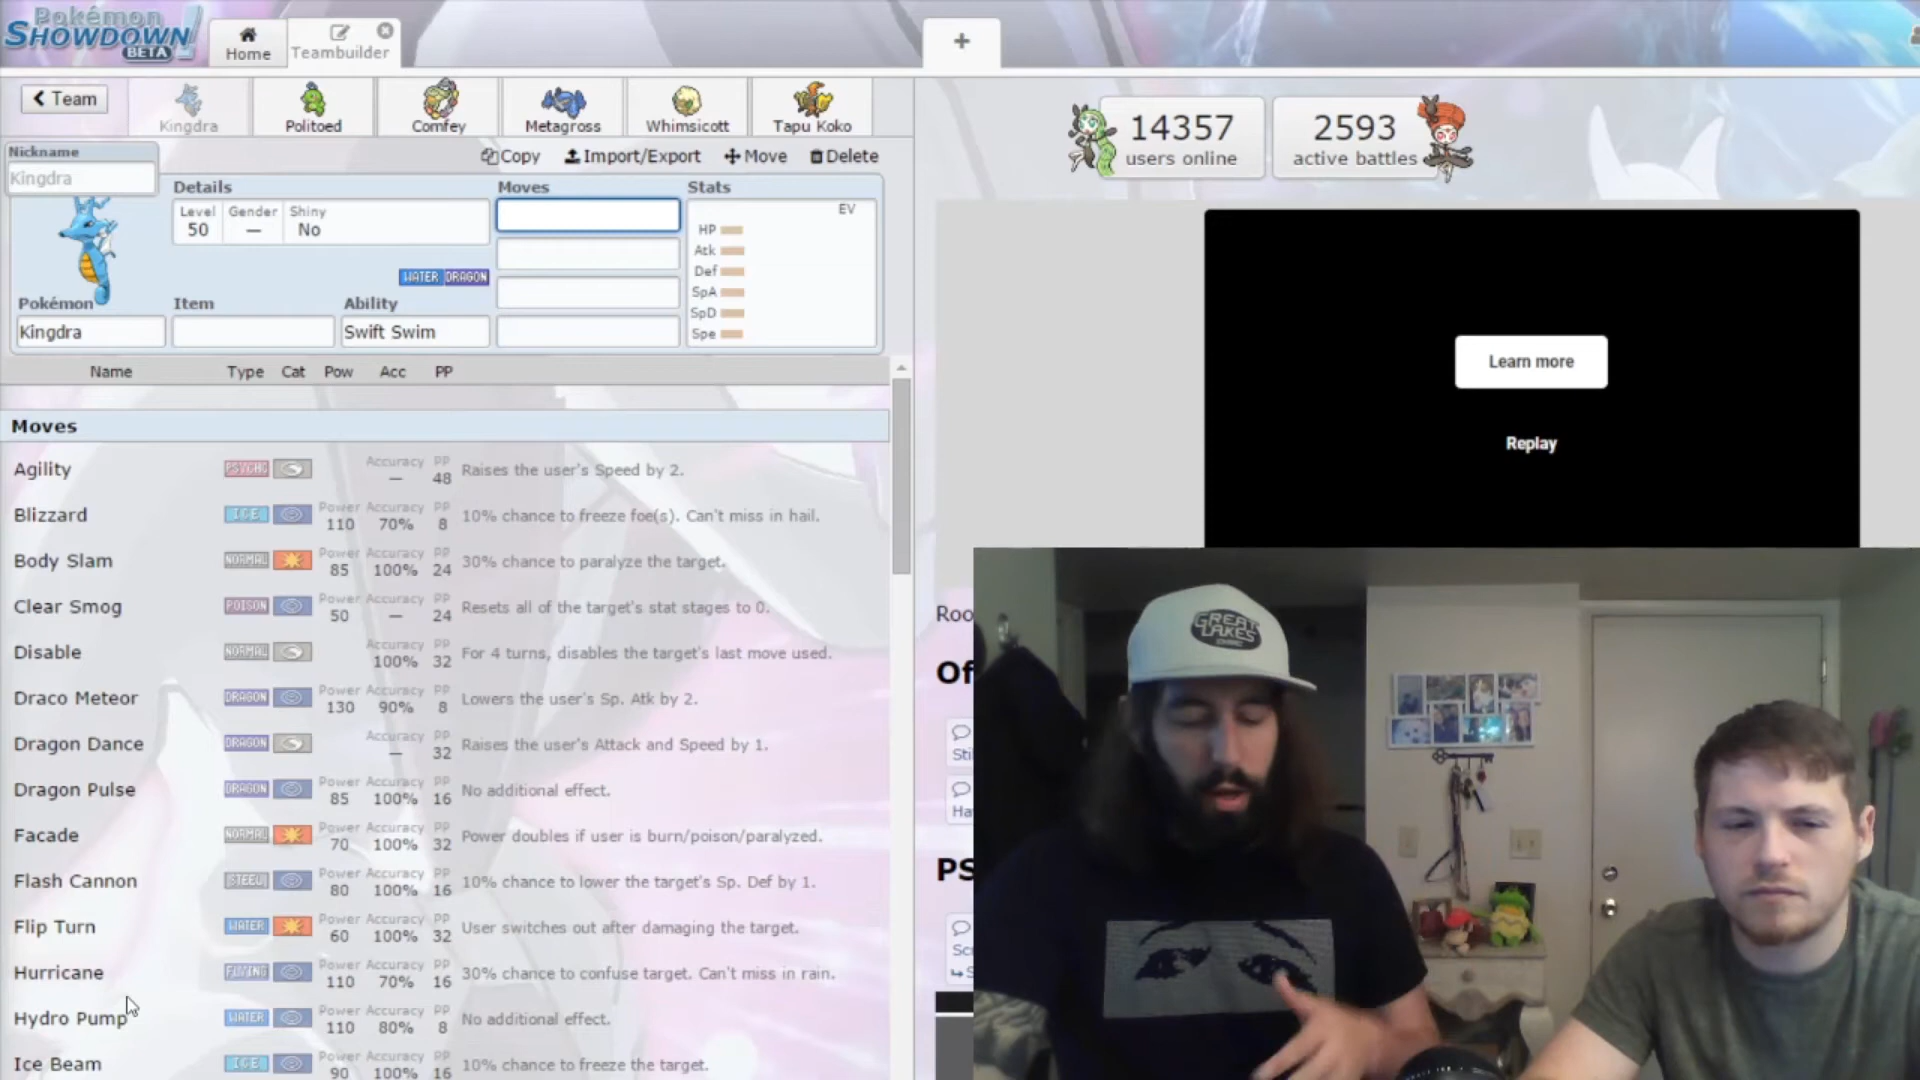 Pokémon
SHOWDOWN!
BETA
Home
Teambuilder
+
Team
Kingdra
Politoed
Comfey
Metagross
Whimsicott
Tapu Koko
14357
users online
2593
active battles
Copy
Import/Export
Move
Delete
Nickname
Kingdra
Details
Moves
Stats
Level
50
Gender
—
Shiny
No
EV
HP
Atk
Def
SpA
SpD
Spe
WATER DRAGON
Pokémon
Item
Ability
Kingdra
Swift Swim
Name Type Cat Pow Acc PP
Moves
Agility PSYCHC Accuracy — PP 48 Raises the user's Speed by 2.
Blizzard ICE Power 110 Accuracy 70% PP 8 10% chance to freeze foe(s). Can't miss in hail.
Body Slam NORMAL Power 85 Accuracy 100% PP 24 30% chance to paralyze the target.
Clear Smog POISON Power 50 Accuracy — PP 24 Resets all of the target's stat stages to 0.
Disable NORMAL Accuracy 100% PP 32 For 4 turns, disables the target's last move used.
Draco Meteor DRAGON Power 130 Accuracy 90% PP 8 Lowers the user's Sp. Atk by 2.
Dragon Dance DRAGON Accuracy — PP 32 Raises the user's Attack and Speed by 1.
Dragon Pulse DRAGON Power 85 Accuracy 100% PP 16 No additional effect.
Facade NORMAL Power 70 Accuracy 100% PP 32 Power doubles if user is burn/poison/paralyzed.
Flash Cannon STEEL Power 80 Accuracy 100% PP 16 10% chance to lower the target's Sp. Def by 1.
Flip Turn WATER Power 60 Accuracy 100% PP 32 User switches out after damaging the target.
Hurricane FLYING Power 110 Accuracy 70% PP 16 30% chance to confuse target. Can't miss in rain.
Hydro Pump WATER Power 110 Accuracy 80% PP 8 No additional effect.
Ice Beam ICE Power 90 Accuracy 100% PP 16 10% chance to freeze the target.
Learn more
Replay
Roo
Of
Sti
Ha
PS
Sc
GREAT
LAKES